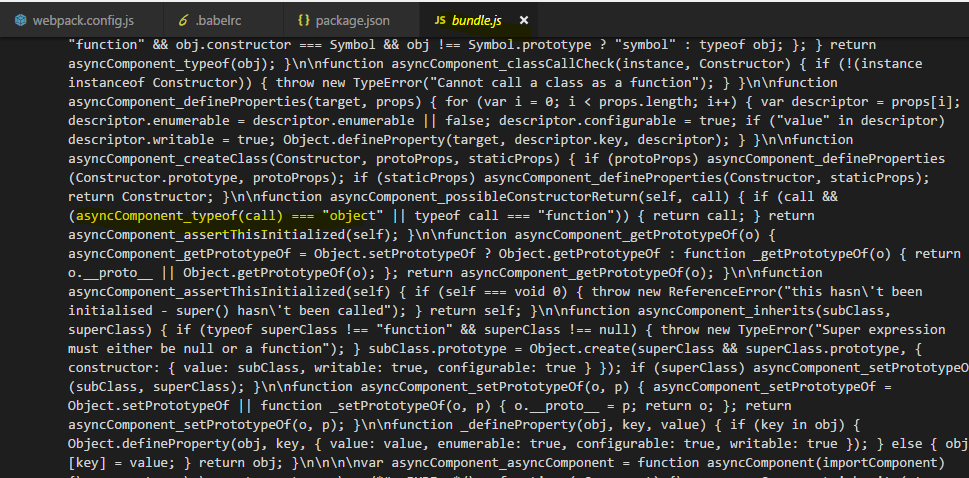 webpack.config.js .babelrc {} package.json JS bundle.js ×
"function" && obj.constructor === Symbol && obj !== Symbol.prototype ? "symbol" : typeof obj; }; } return
asyncComponent_typeof(obj); }\n\nfunction asyncComponent_classCallCheck(instance, Constructor) { if (!(instance
instanceof Constructor)) { throw new TypeError("Cannot call a class as a function"); } }\n\nfunction
asyncComponent_defineProperties(target, props) { for (var i = 0; i < props.length; i++) { var descriptor = props[i];
descriptor.enumerable = descriptor.enumerable || false; descriptor.configurable = true; if ("value" in descriptor)
descriptor.writable = true; Object.defineProperty(target, descriptor.key, descriptor); } }\n\nfunction
asyncComponent_createClass(Constructor, protoProps, staticProps) { if (protoProps) asyncComponent_defineProperties
(Constructor.prototype, protoProps); if (staticProps) asyncComponent_defineProperties(Constructor, staticProps);
return Constructor; }\n\nfunction asyncComponent_possibleConstructorReturn(self, call) { if (call &&
(asyncComponent_typeof(call) === "object" || typeof call === "function")) { return call; } return
asyncComponent_assertThisInitialized(self); }\n\nfunction asyncComponent_getPrototypeOf(o) {
asyncComponent_getPrototypeOf = Object.setPrototypeOf ? Object.getPrototypeOf : function _getPrototypeOf(o) { return
o.__proto__ || Object.getPrototypeOf(o); }; return asyncComponent_getPrototypeOf(o); }\n\nfunction
asyncComponent_assertThisInitialized(self) { if (self === void 0) { throw new ReferenceError("this hasn\'t been
initialised - super() hasn\'t been called"); } return self; }\n\nfunction asyncComponent_inherits(subClass,
superClass) { if (typeof superClass !== "function" && superClass !== null) { throw new TypeError("Super expression
must either be null or a function"); } subClass.prototype = Object.create(superClass && superClass.prototype, {
constructor: { value: subClass, writable: true, configurable: true } }); if (superClass) asyncComponent_setPrototypeO
(subClass, superClass); }\n\nfunction asyncComponent_setPrototypeOf(o, p) { asyncComponent_setPrototypeOf =
Object.setPrototypeOf || function _setPrototypeOf(o, p) { o.__proto__ = p; return o; }; return
asyncComponent_setPrototypeOf(o, p); }\n\nfunction _defineProperty(obj, key, value) { if (key in obj) {
Object.defineProperty(obj, key, { value: value, enumerable: true, configurable: true, writable: true }); } else { obj
[key] = value; } return obj; }\n\n\n\nvar asyncComponent_asyncComponent = function asyncComponent(importComponent)